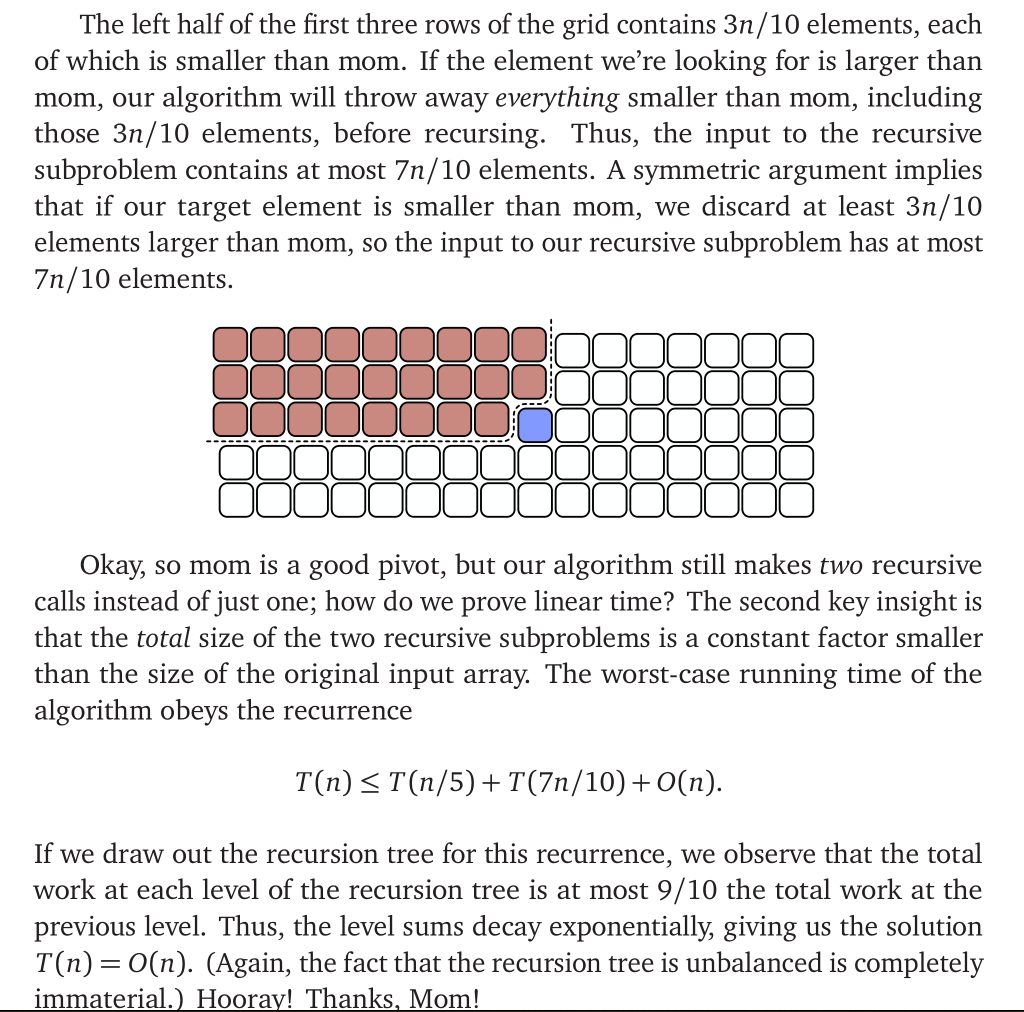 The left half of the first three rows of the grid contains 3n/10 elements, each
of which is smaller than mom. If the element we’re looking for is larger than
mom, our algorithm will throw away everything smaller than mom, including
those 3n/10 elements, before recursing. Thus, the input to the recursive
subproblem contains at most 7n/10 elements. A symmetric argument implies
that if our target element is smaller than mom, we discard at least 3n/10
elements larger than mom, so the input to our recursive subproblem has at most
7n/10 elements.
Okay, so mom is a good pivot, but our algorithm still makes two recursive
calls instead of just one; how do we prove linear time? The second key insight is
that the total size of the two recursive subproblems is a constant factor smaller
than the size of the original input array. The worst-case running time of the
algorithm obeys the recurrence
T(n) ≤ T(n/5) + T(7n/10) + O(n).
If we draw out the recursion tree for this recurrence, we observe that the total
work at each level of the recursion tree is at most 9/10 the total work at the
previous level. Thus, the level sums decay exponentially, giving us the solution
T(n) = O(n). (Again, the fact that the recursion tree is unbalanced is completely
immaterial.) Hooray! Thanks, Mom!